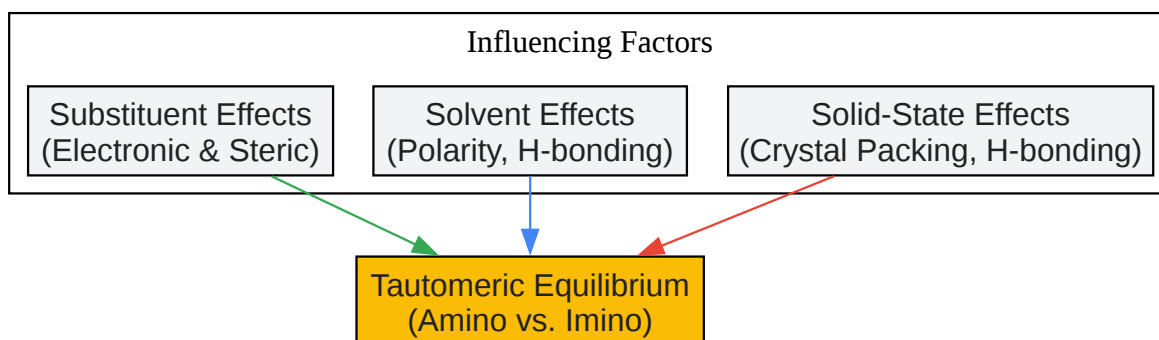 Influencing Factors
Substituent Effects
(Electronic & Steric)
Solvent Effects
(Polarity, H-bonding)
Solid-State Effects
(Crystal Packing, H-bonding)
Tautomeric Equilibrium
(Amino vs. Imino)